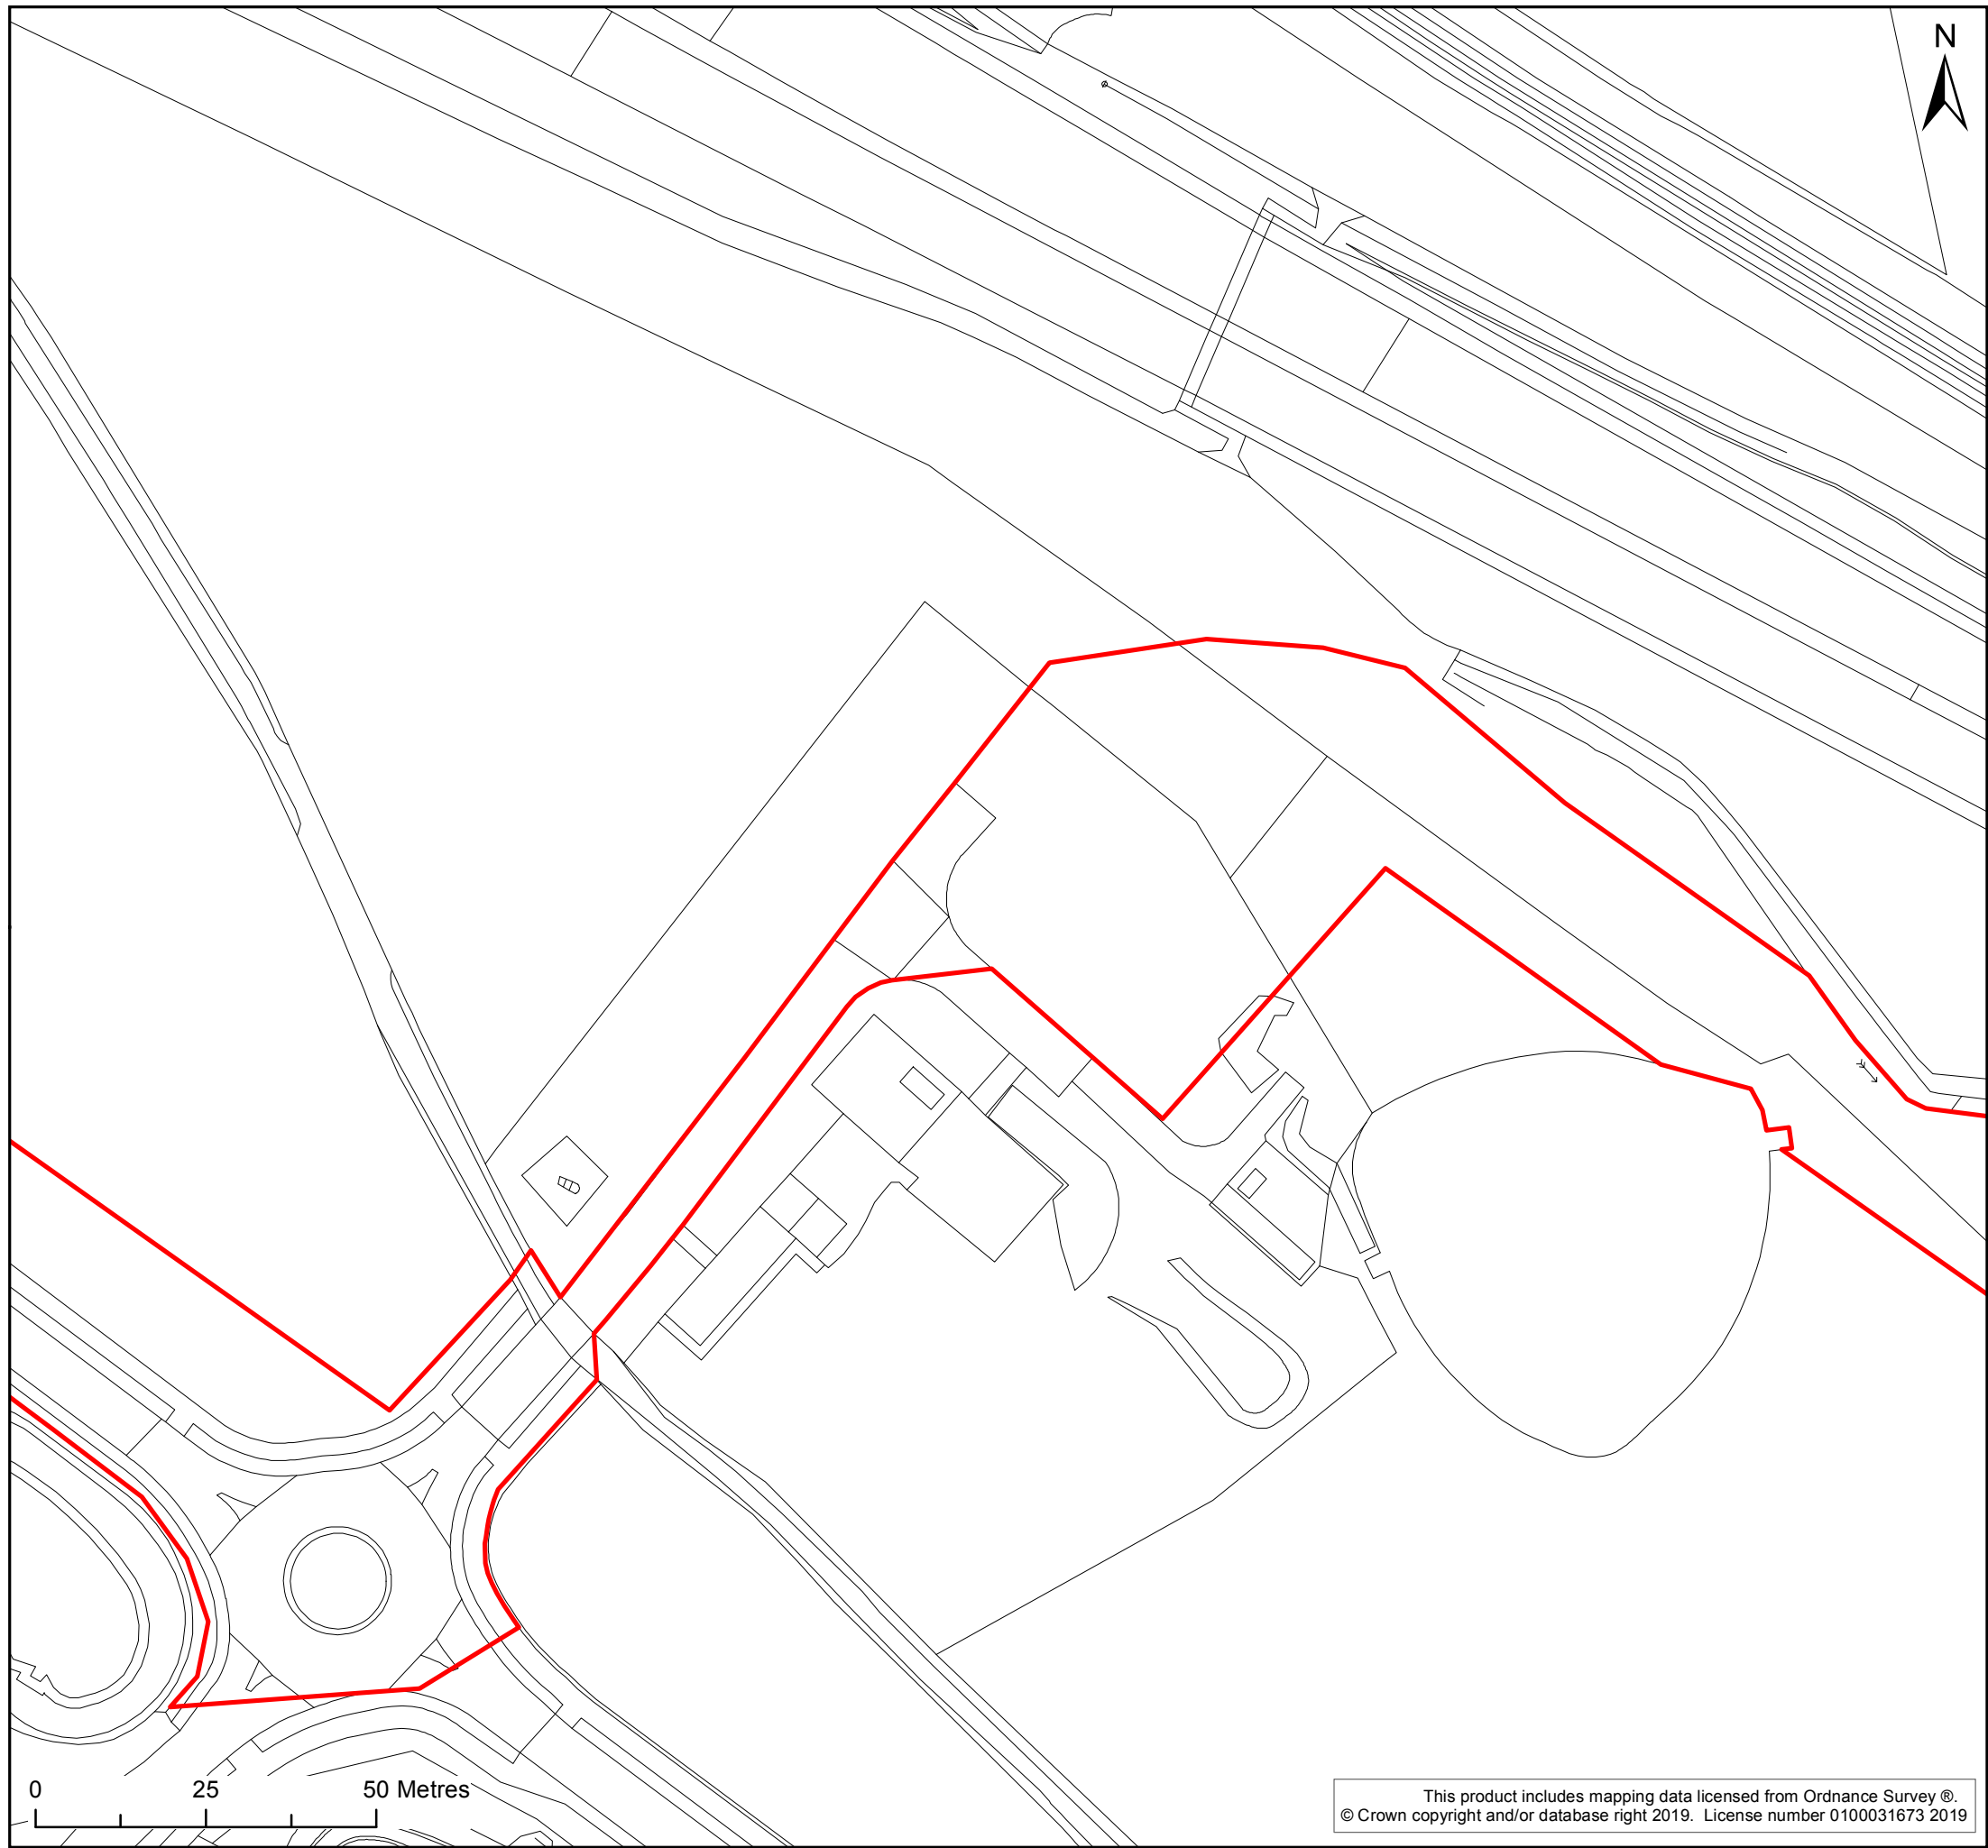 N
0 25 50 Metres
This product includes mapping data licensed from Ordnance Survey ®.
© Crown copyright and/or database right 2019. License number 0100031673 2019